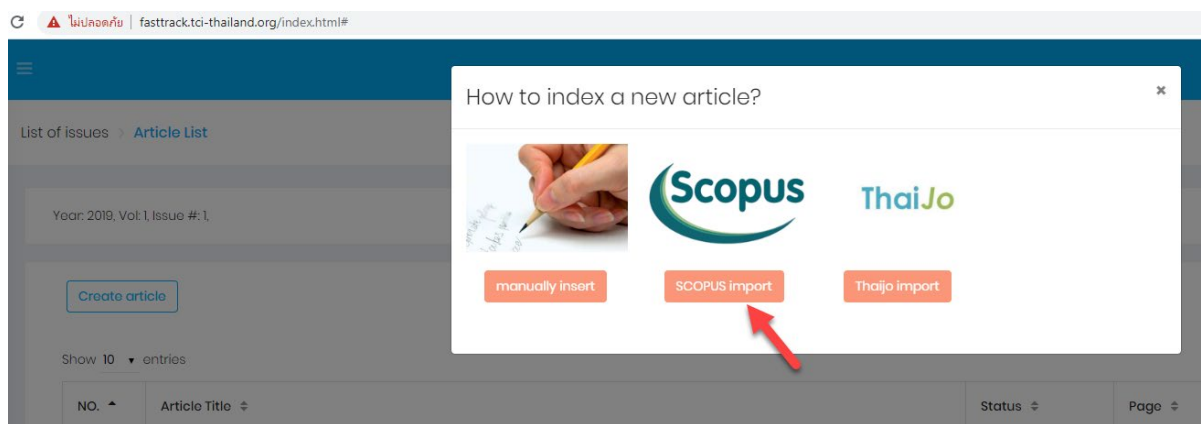 ไม่ปลอดภัย | fasttrack.tci-thailand.org/index.html#
How to index a new article?
List of issues > Article List
Year: 2019, Vol: 1, Issue #: 1,
Scopus
ThaiJo
manually insert
SCOPUS import
Thaijo import
Create article
Show 10 entries
NO. Article Title Status Page